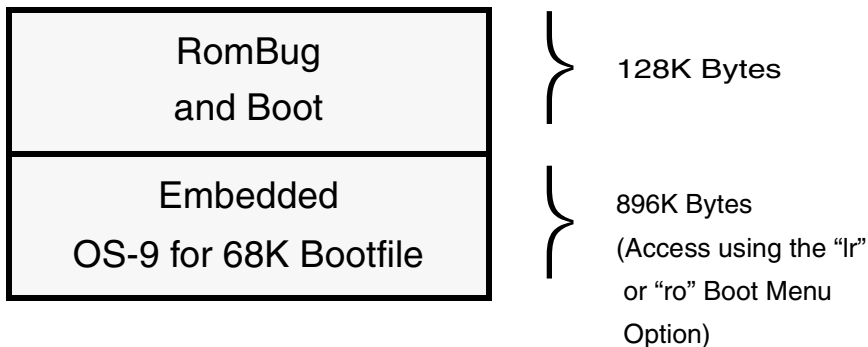 RomBug
and Boot
128K Bytes
Embedded
OS-9 for 68K Bootfile
896K Bytes
(Access using the “lr”
or “ro” Boot Menu
Option)